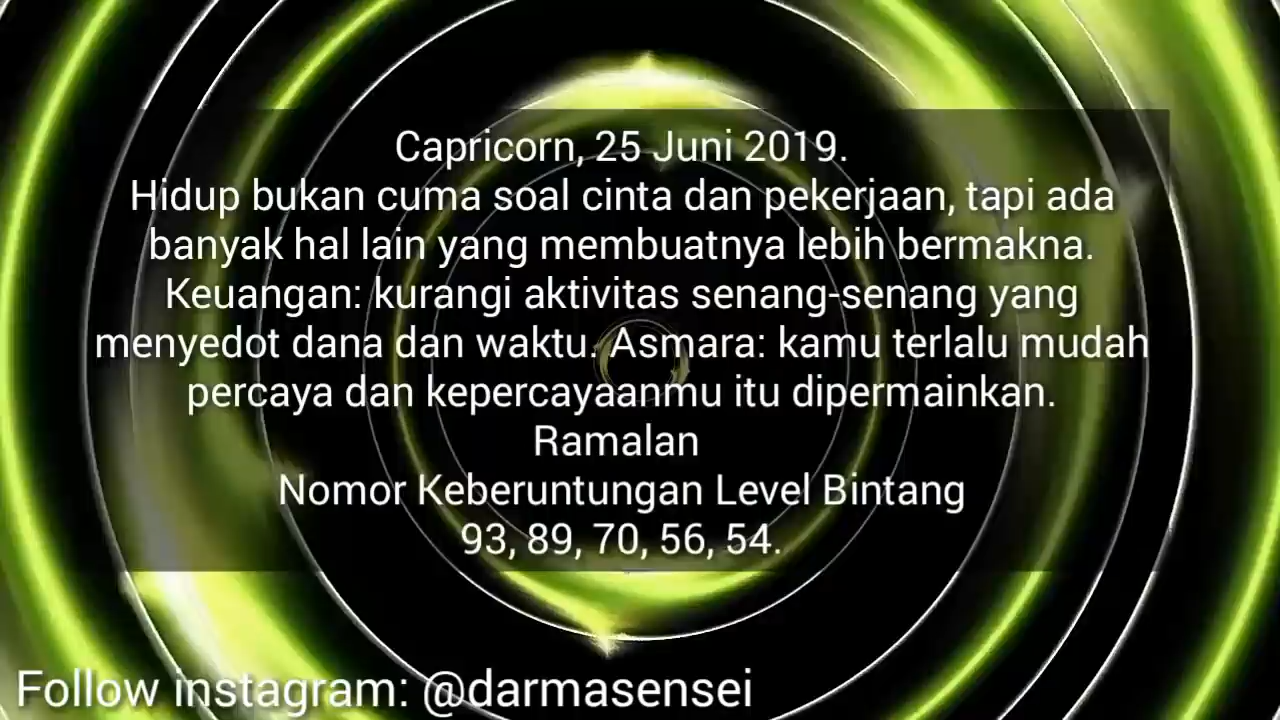 Capricorn, 25 Juni 2019.
Hidup bukan cuma soal cinta dan pekerjaan, tapi ada
banyak hal lain yang membuatnya lebih bermakna.
Keuangan: kurangi aktivitas senang-senang yang
menyedot dana dan waktu. Asmara: kamu terlalu mudah
percaya dan kepercayaanmu itu dipermainkan.
Ramalan
Nomor Keberuntungan Level Bintang
93, 89, 70, 56, 54.
Follow instagram: @darmasensei